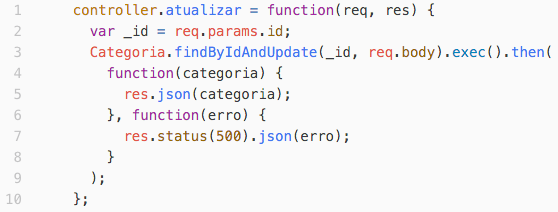 1 controller.atualizar = function(req, res) {
2   var _id = req.params.id;
3   Categoria.findByIdAndUpdate(_id, req.body).exec().then(
4     function(categoria) {
5       res.json(categoria);
6     }, function(erro) {
7       res.status(500).json(erro);
8     }
9   );
10 };